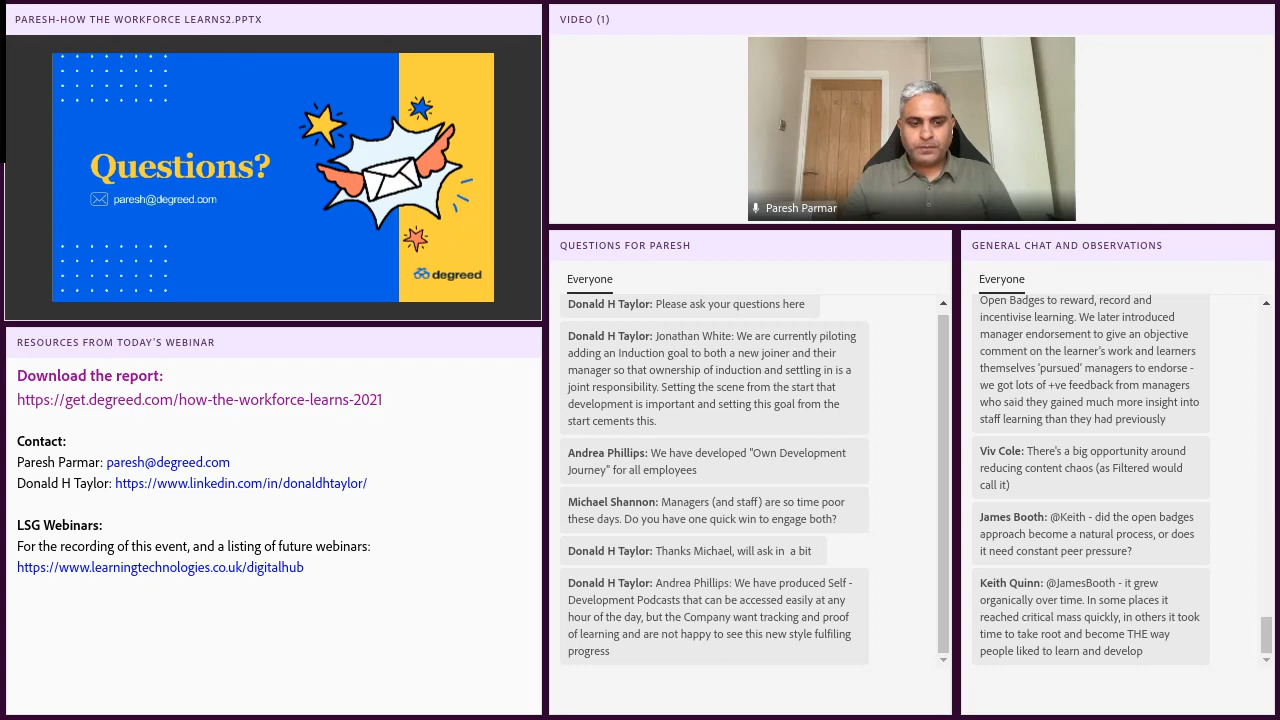 PARESH-HOW THE WORKFORCE LEARNS2.PPTX
Questions?
paresh@degreed.com
degreed
RESOURCES FROM TODAY'S WEBINAR
Download the report:
https://get.degreed.com/how-the-workforce-learns-2021
Contact:
Paresh Parmar: paresh@degreed.com
Donald H Taylor: https://www.linkedin.com/in/donaldhtaylor/
LSG Webinars:
For the recording of this event, and a listing of future webinars:
https://www.learningtechnologies.co.uk/digitalhub
VIDEO (1)
Paresh Parmar
QUESTIONS FOR PARESH
Everyone
Donald H Taylor: Please ask your questions here
Donald H Taylor: Jonathan White: We are currently piloting
adding an Induction goal to both a new joiner and their
manager so that ownership of induction and settling in is a
joint responsibility. Setting the scene from the start that
development is important and setting this goal from the
start cements this.
Andrea Phillips: We have developed "Own Development
Journey" for all employees
Michael Shannon: Managers (and staff) are so time poor
these days. Do you have one quick win to engage both?
Donald H Taylor: Thanks Michael, will ask in  a bit
Donald H Taylor: Andrea Phillips: We have produced Self -
Development Podcasts that can be accessed easily at any
hour of the day, but the Company want tracking and proof
of learning and are not happy to see this new style fulfiling
progress
GENERAL CHAT AND OBSERVATIONS
Everyone
Open Badges to reward, record and
incentivise learning. We later introduced
manager endorsement to give an objective
comment on the learner's work and learners
themselves 'pursued' managers to endorse -
we got lots of +ve feedback from managers
who said they gained much more insight into
staff learning than they had previously
Viv Cole: There's a big opportunity around
reducing content chaos (as Filtered would
call it)
James Booth: @Keith - did the open badges
approach become a natural process, or does
it need constant peer pressure?
Keith Quinn: @JamesBooth - it grew
organically over time. In some places it
reached critical mass quickly, in others it took
time to take root and become THE way
people liked to learn and develop